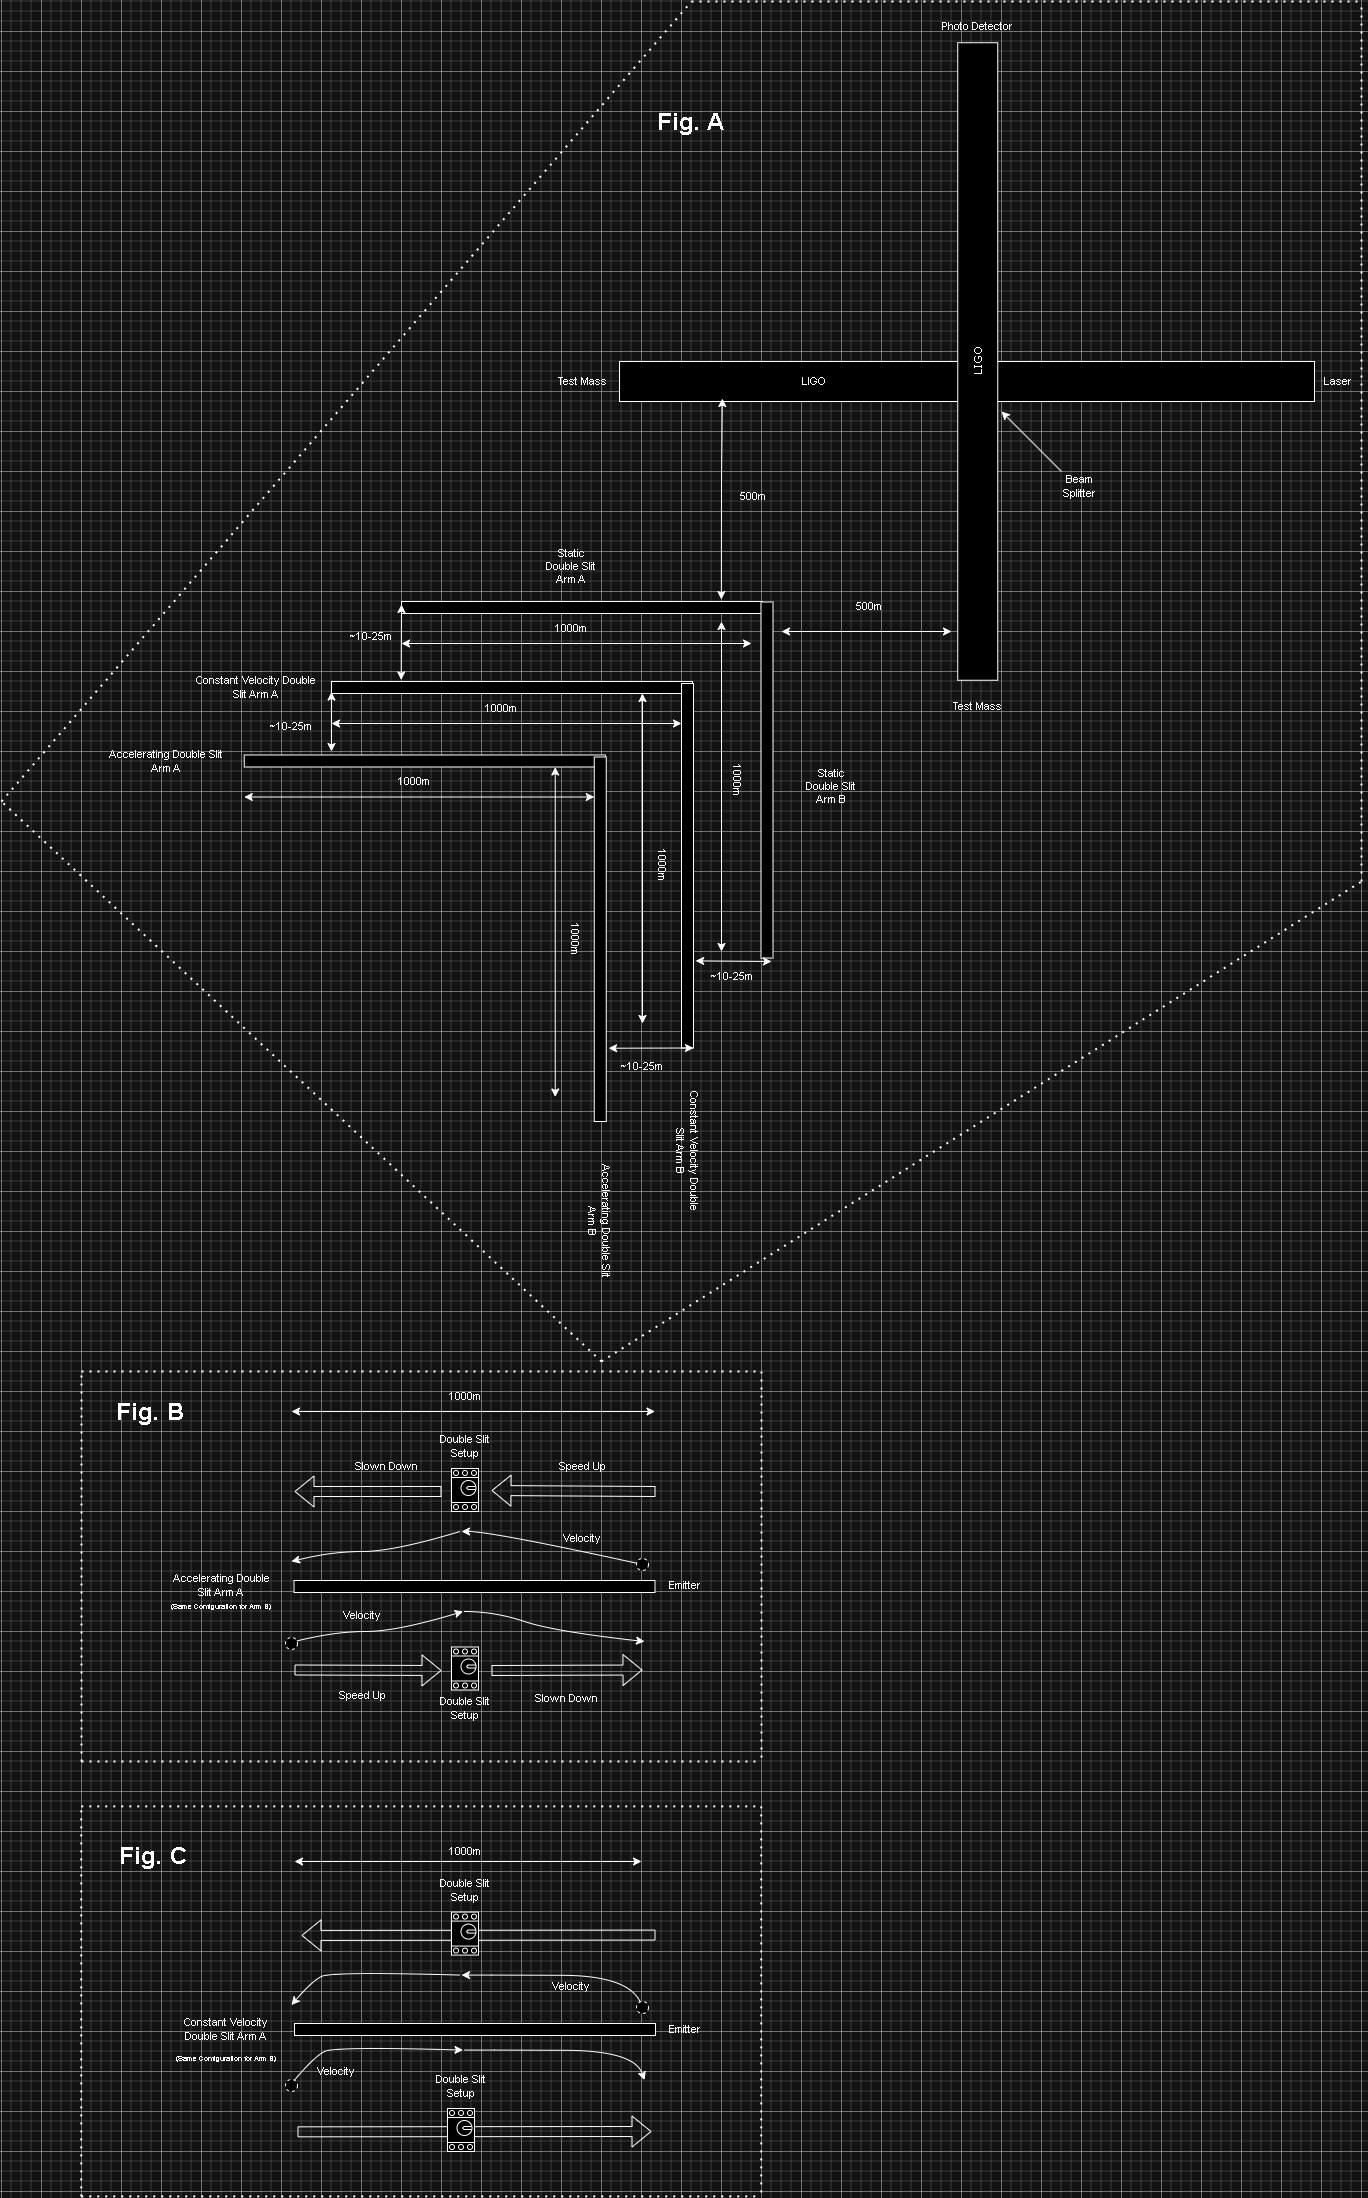 Photo Detector
Fig. A
LIGO
Test Mass
LIGO
Laser
Beam
Splitter
500m
Static
Double Slit
Arm A
500m
~10-25m
1000m
Constant Velocity Double
Slit Arm A
Test Mass
1000m
~10-25m
Accelerating Double Slit
Arm A
1000m
1000m
Static
Double Slit
Arm B
1000m
1000m
~10-25m
~10-25m
Constant Velocity Double
Slit Arm B
Accelerating Double Slit
Arm B
Fig. B
1000m
Double Slit
Setup
Slown Down
Speed Up
Velocity
Accelerating Double
Slit Arm A
(Same Configuration for Arm B)
Emitter
Velocity
Speed Up
Double Slit
Setup
Slown Down
Fig. C
1000m
Double Slit
Setup
Velocity
Constant Velocity
Double Slit Arm A
(Same Configuration for Arm B)
Emitter
Velocity
Double Slit
Setup